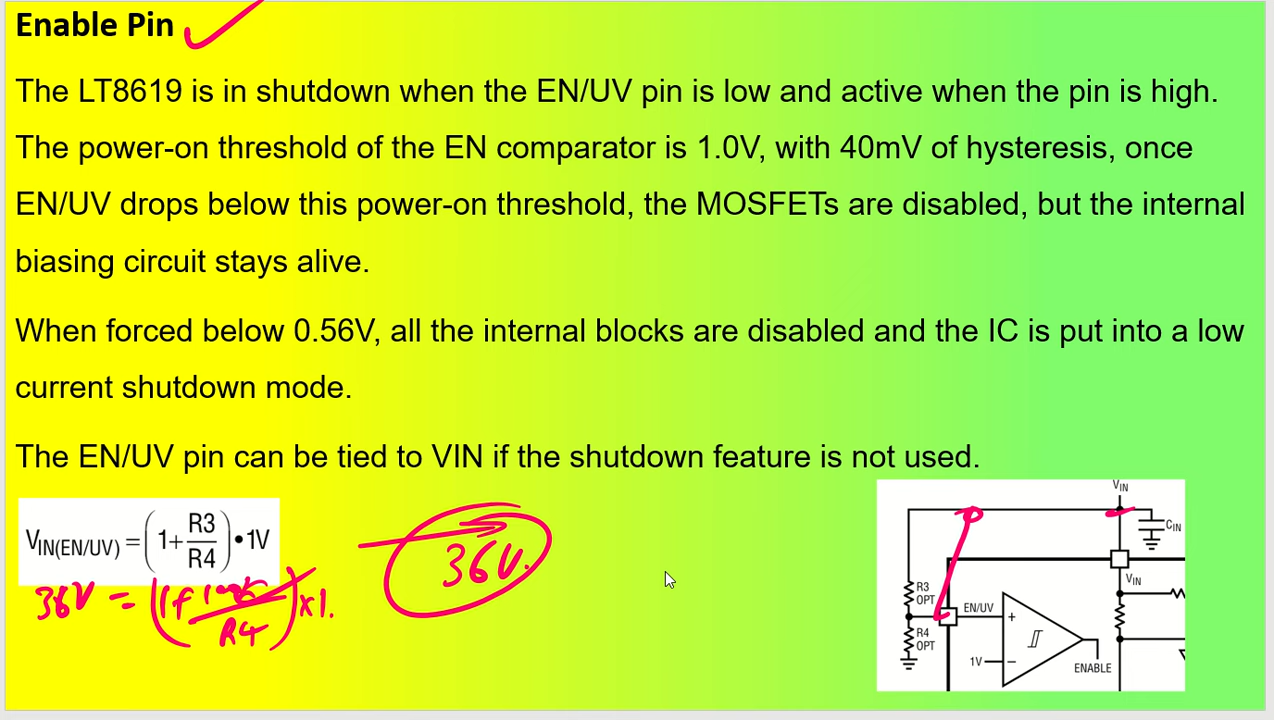 Enable Pin
The LT8619 is in shutdown when the EN/UV pin is low and active when the pin is high.
The power-on threshold of the EN comparator is 1.0V, with 40mV of hysteresis, once
EN/UV drops below this power-on threshold, the MOSFETs are disabled, but the internal
biasing circuit stays alive.
When forced below 0.56V, all the internal blocks are disabled and the IC is put into a low
current shutdown mode.
The EN/UV pin can be tied to VIN if the shutdown feature is not used.
VIN(EN/UV) = (1+R3/R4)•1V
36V = (1+ /R4)x1.
36V.
VIN
CIN
VIN
R3
OPT
EN/UV
+
R4
OPT
1V
−
ENABLE